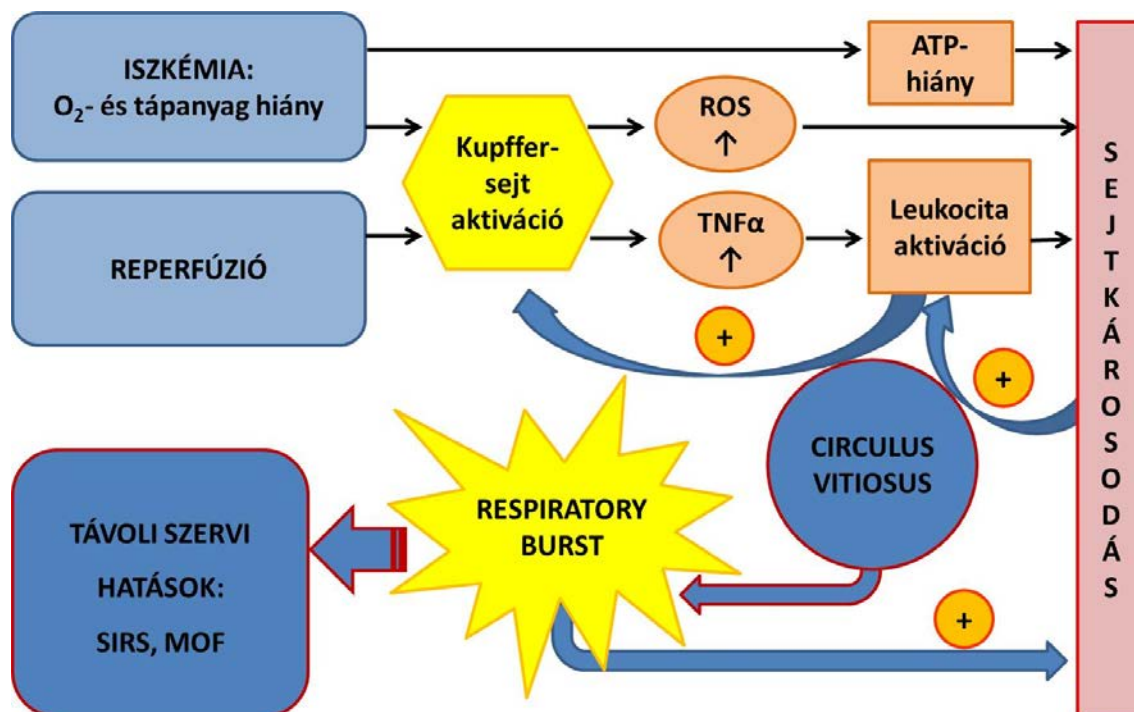 ISZKÉMIA:
O₂- és tápanyag hiány
ATP-
hiány
Kupffer-
sejt
aktiváció
ROS
↑
TNFα
↑
Leukocita
aktiváció
REPERFÚZIÓ
+
+
CIRCULUS
VITIOSUS
RESPIRATORY
BURST
TÁVOLI SZERVI
HATÁSOK:
SIRS, MOF
+
S
E
J
T
K
Á
R
O
S
O
D
Á
S